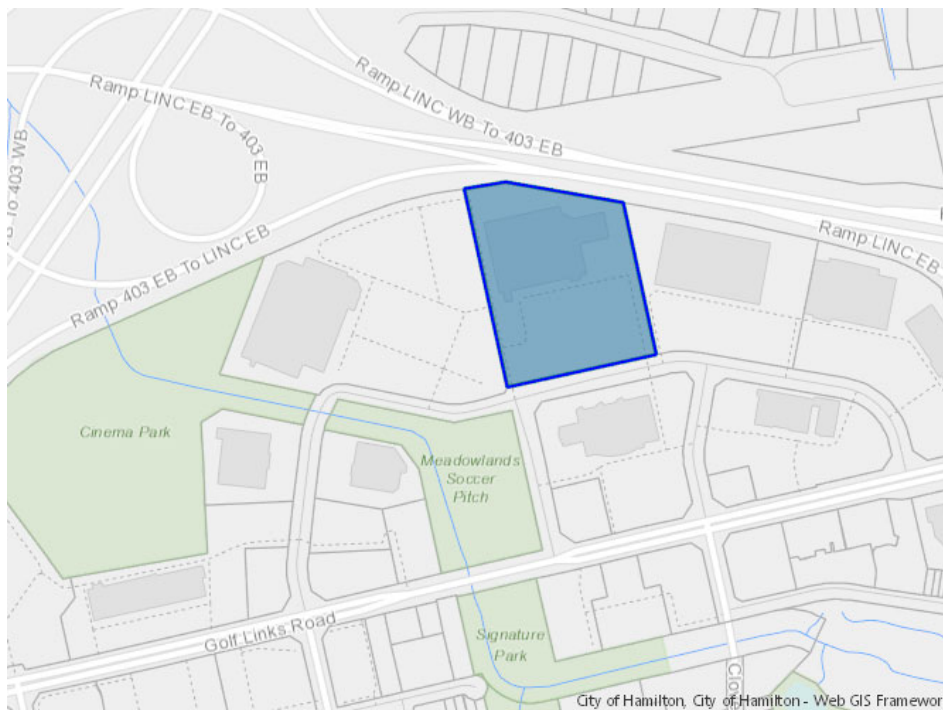 Ramp LINC WB To 403 EB
Ramp LINC EB To 403 EB
To 403 WB
Ramp LINC EB
Ramp 403 EB To LINC EB
Cinema Park
Meadowlands
Soccer
Pitch
Golf Links Road
Signature
Park
Clo
City of Hamilton, City of Hamilton - Web GIS Framewor